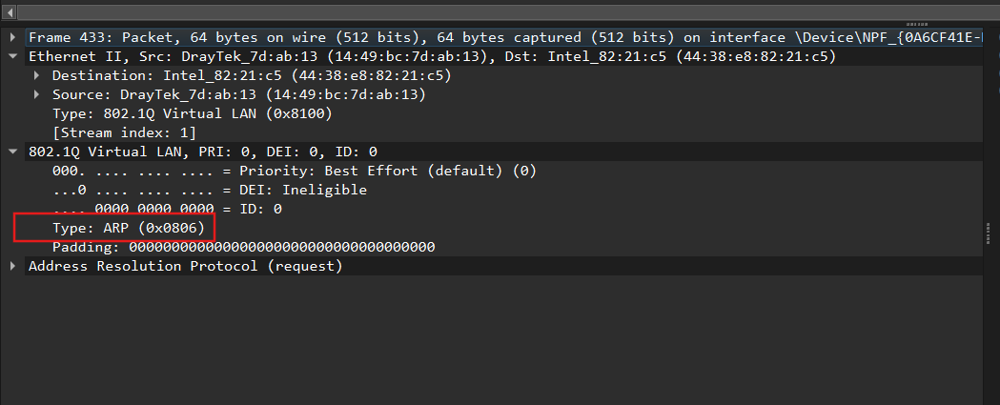 Frame 433: Packet, 64 bytes on wire (512 bits), 64 bytes captured (512 bits) on interface \Device\NPF_{0A6CF41E-
Ethernet II, Src: DrayTek_7d:ab:13 (14:49:bc:7d:ab:13), Dst: Intel_82:21:c5 (44:38:e8:82:21:c5)
Destination: Intel_82:21:c5 (44:38:e8:82:21:c5)
Source: DrayTek_7d:ab:13 (14:49:bc:7d:ab:13)
Type: 802.1Q Virtual LAN (0x8100)
[Stream index: 1]
802.1Q Virtual LAN, PRI: 0, DEI: 0, ID: 0
000. .... .... .... = Priority: Best Effort (default) (0)
...0 .... .... .... = DEI: Ineligible
.... 0000 0000 0000 = ID: 0
Type: ARP (0x0806)
Padding: 000000000000000000000000000000000000
Address Resolution Protocol (request)